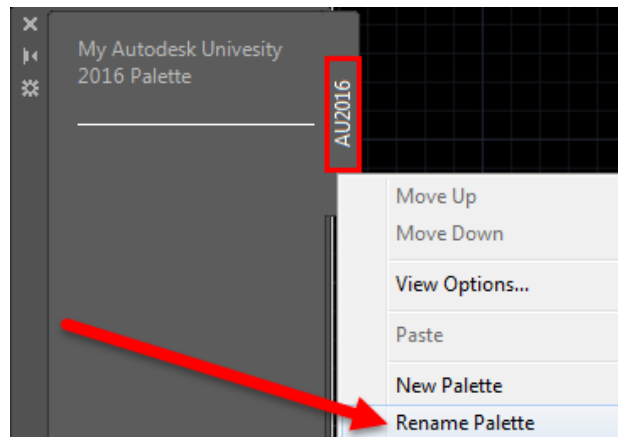 My Autodesk Univesity
2016 Palette
AU2016
Move Up
Move Down
View Options...
Paste
New Palette
Rename Palette